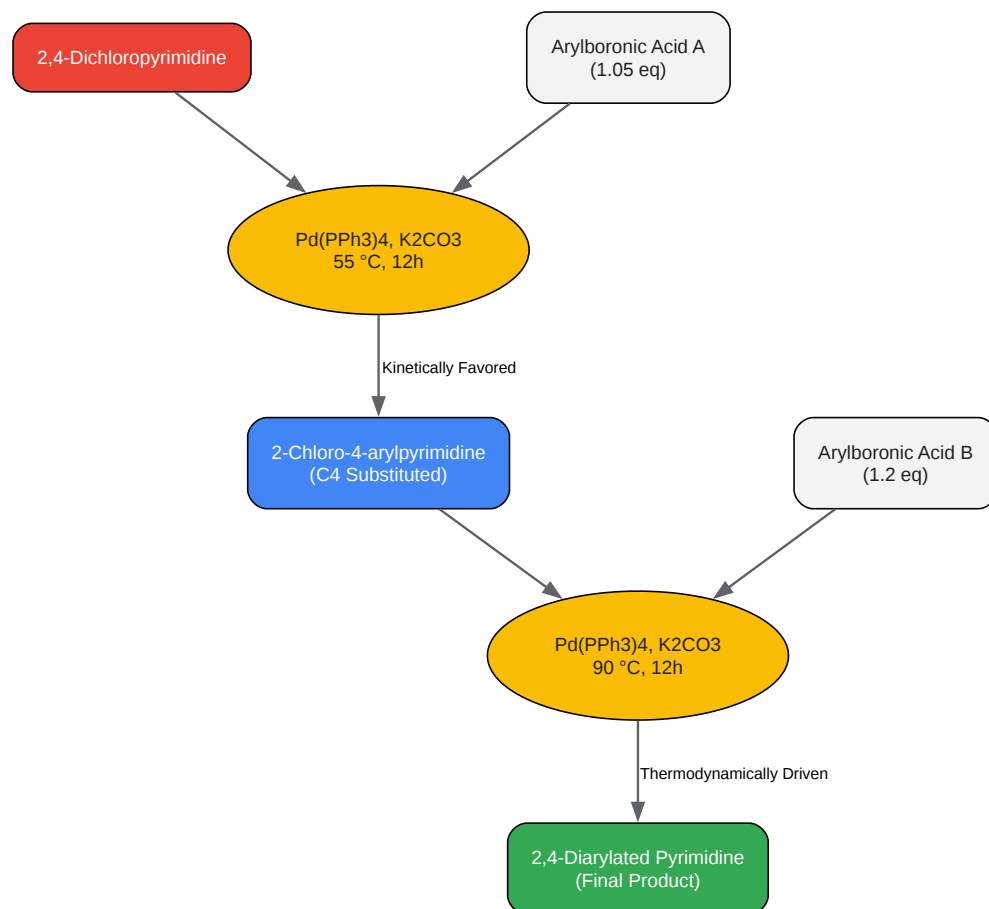 2,4-Dichloropyrimidine
Arylboronic Acid A
(1.05 eq)
Pd(PPh3)4, K2CO3
55 °C, 12h
Kinetically Favored
2-Chloro-4-arylpyrimidine
(C4 Substituted)
Arylboronic Acid B
(1.2 eq)
Pd(PPh3)4, K2CO3
90 °C, 12h
Thermodynamically Driven
2,4-Diarylated Pyrimidine
(Final Product)